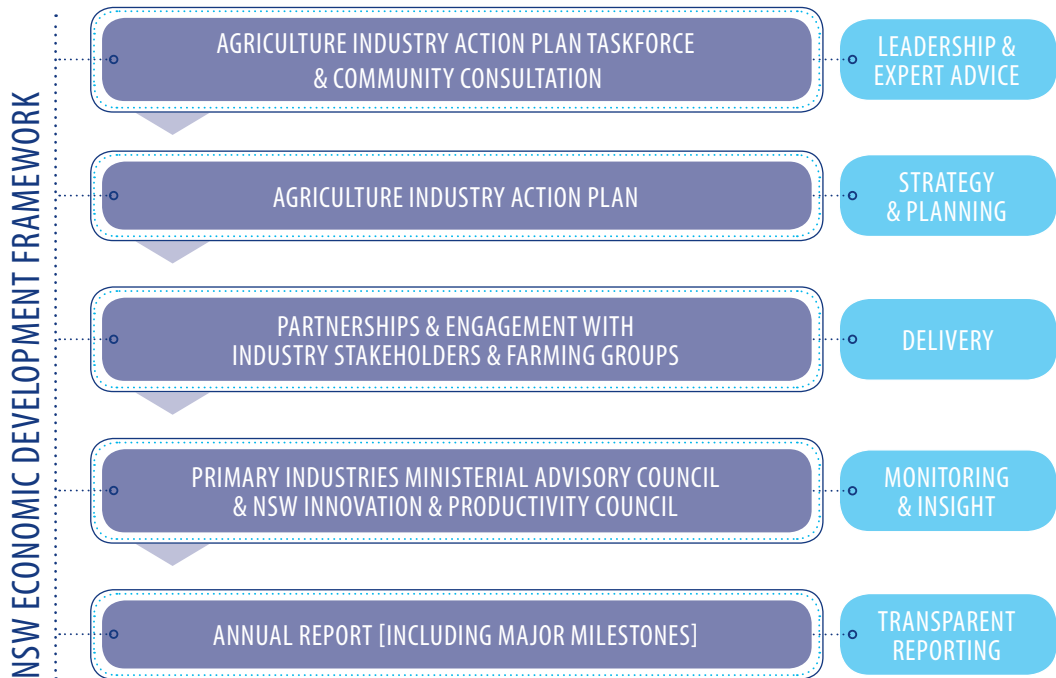 NSW ECONOMIC DEVELOPMENT FRAMEWORK
AGRICULTURE INDUSTRY ACTION PLAN TASKFORCE
& COMMUNITY CONSULTATION
LEADERSHIP &
EXPERT ADVICE
AGRICULTURE INDUSTRY ACTION PLAN
STRATEGY
& PLANNING
PARTNERSHIPS & ENGAGEMENT WITH
INDUSTRY STAKEHOLDERS & FARMING GROUPS
DELIVERY
PRIMARY INDUSTRIES MINISTERIAL ADVISORY COUNCIL
& NSW INNOVATION & PRODUCTIVITY COUNCIL
MONITORING
& INSIGHT
ANNUAL REPORT [INCLUDING MAJOR MILESTONES]
TRANSPARENT
REPORTING